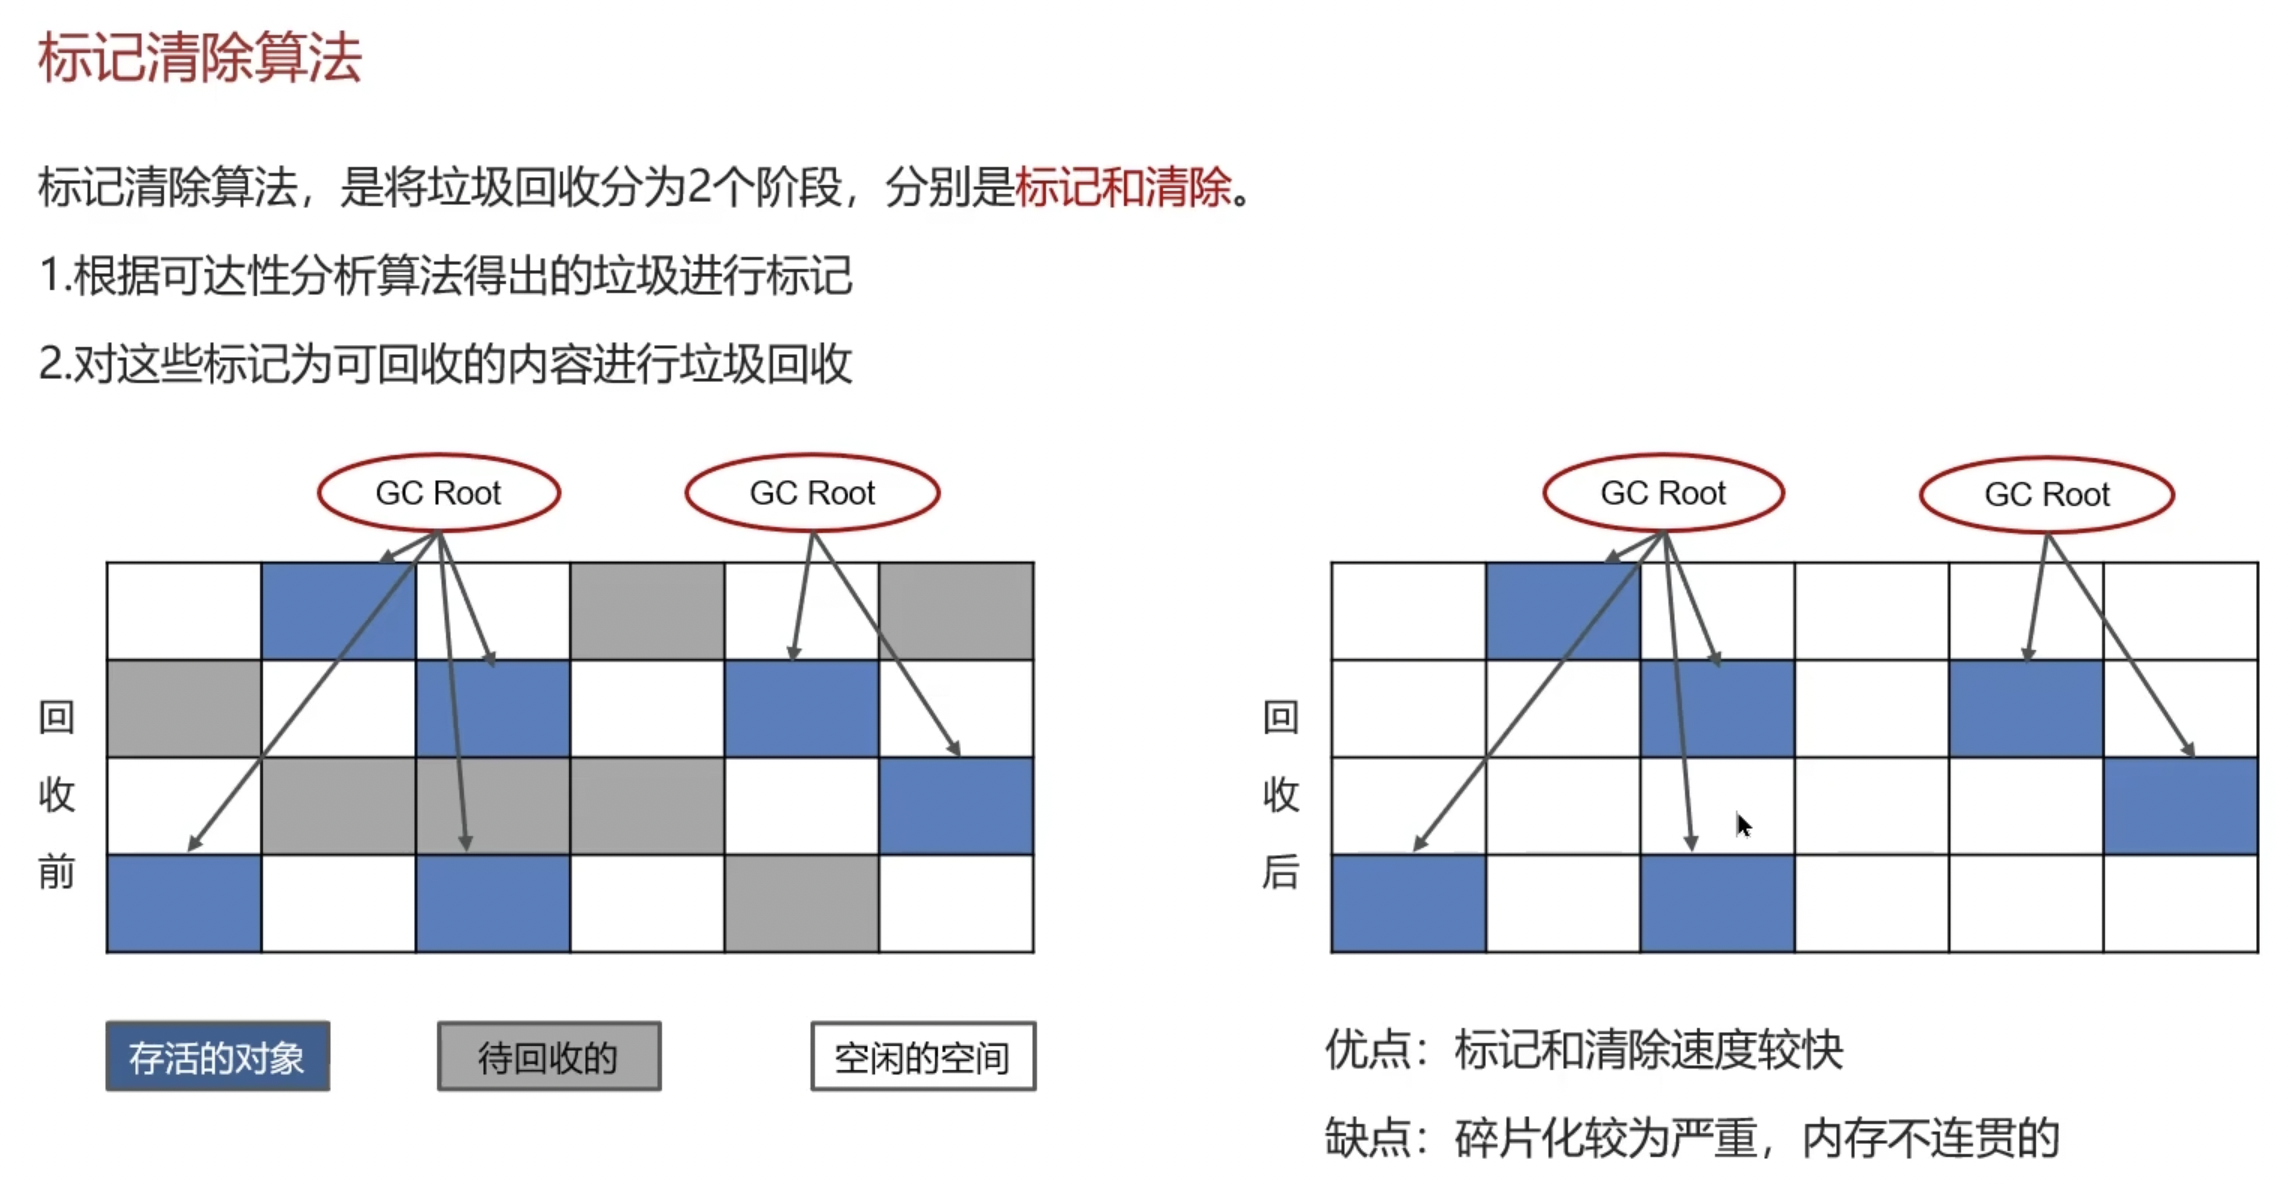 标记清除算法
标记清除算法，是将垃圾回收分为2个阶段，分别是标记和清除。
1.根据可达性分析算法得出的垃圾进行标记
2.对这些标记为可回收的内容进行垃圾回收
GC Root
GC Root
回收前
存活的对象
待回收的
空闲的空间
GC Root
GC Root
回收后
优点：标记和清除速度较快
缺点：碎片化较为严重，内存不连贯的